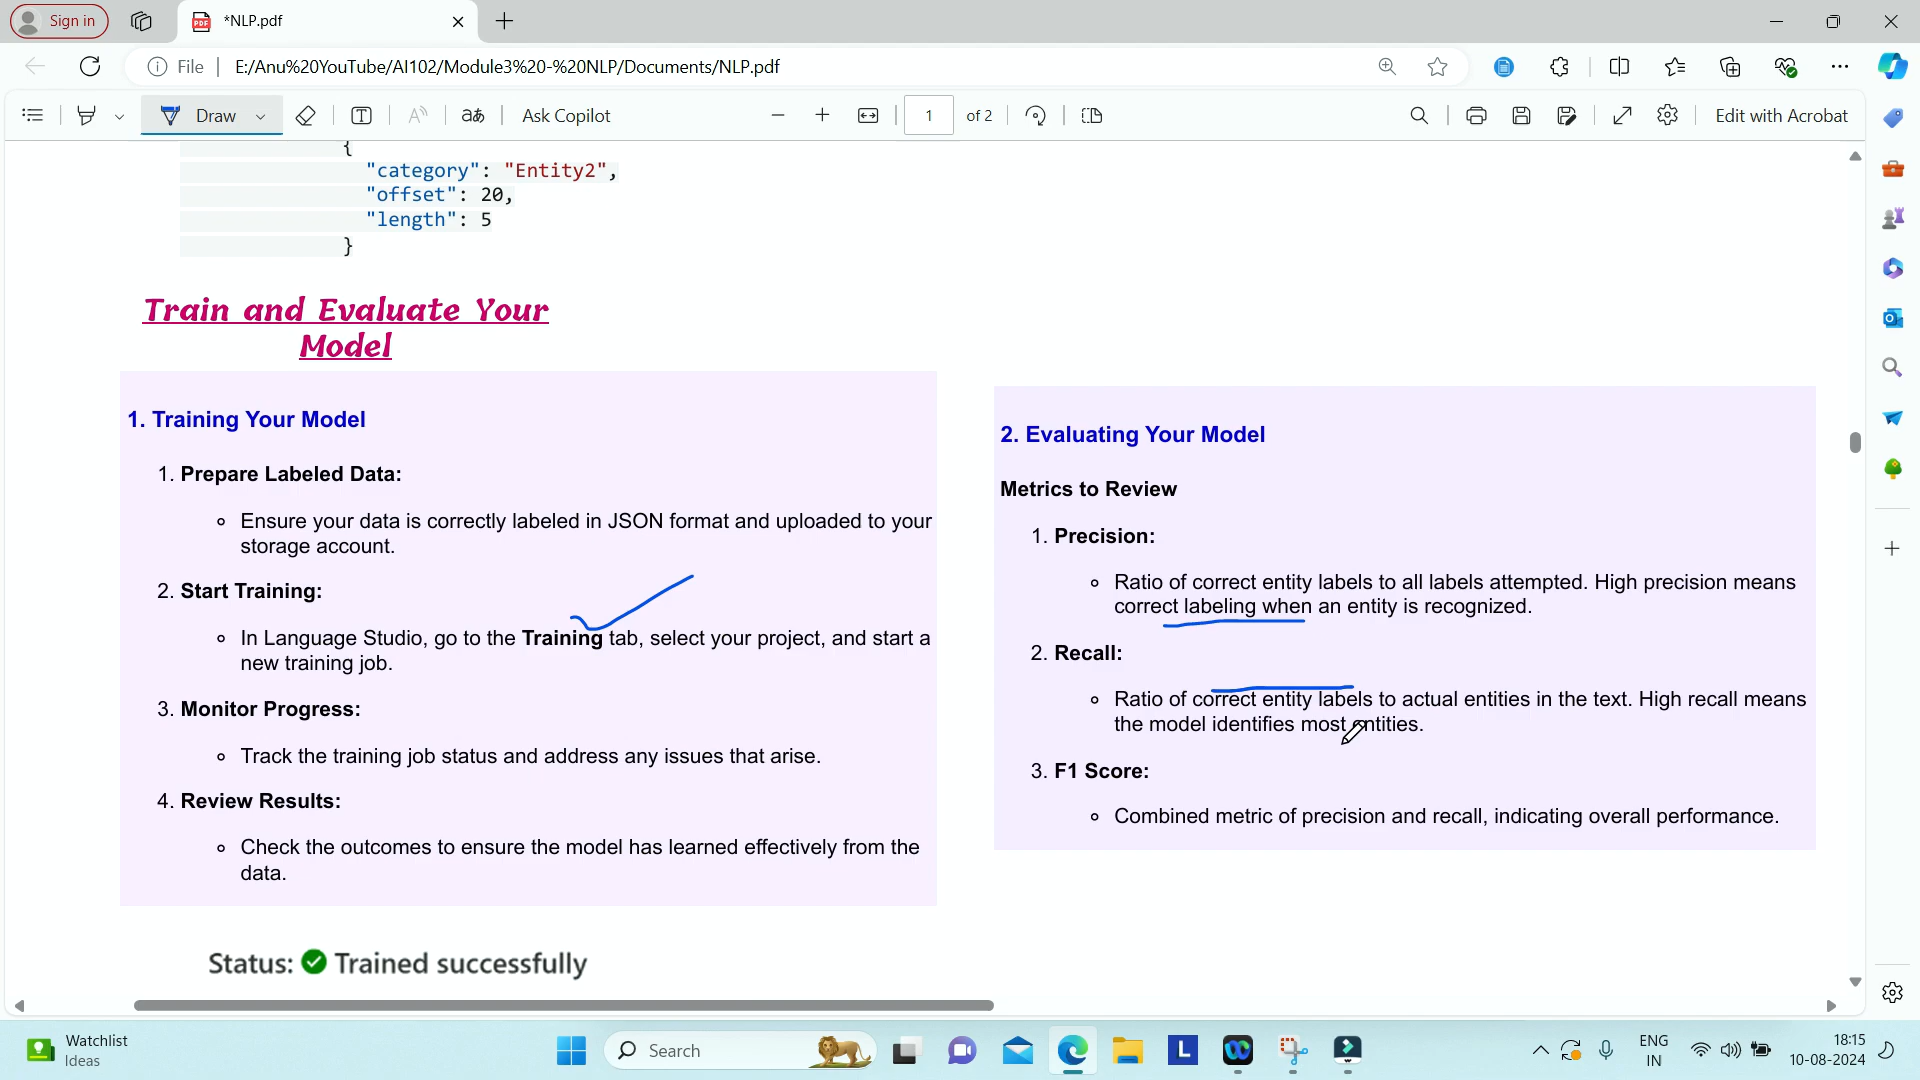 Sign in
*NLP.pdf
File
E:/Anu%20YouTube/AI102/Module3%20-%20NLP/Documents/NLP.pdf
Draw
aあ
Ask Copilot
1
of 2
Edit with Acrobat
{
"category": "Entity2",
"offset": 20,
"length": 5
}
Train and Evaluate Your
Model
1. Training Your Model
1. Prepare Labeled Data:
Ensure your data is correctly labeled in JSON format and uploaded to your
storage account.
2. Start Training:
In Language Studio, go to the Training tab, select your project, and start a
new training job.
3. Monitor Progress:
Track the training job status and address any issues that arise.
4. Review Results:
Check the outcomes to ensure the model has learned effectively from the
data.
Status: Trained successfully
2. Evaluating Your Model
Metrics to Review
1. Precision:
Ratio of correct entity labels to all labels attempted. High precision means
correct labeling when an entity is recognized.
2. Recall:
Ratio of correct entity labels to actual entities in the text. High recall means
the model identifies most entities.
3. F1 Score:
Combined metric of precision and recall, indicating overall performance.
Watchlist
Ideas
Search
ENG
IN
18:15
10-08-2024